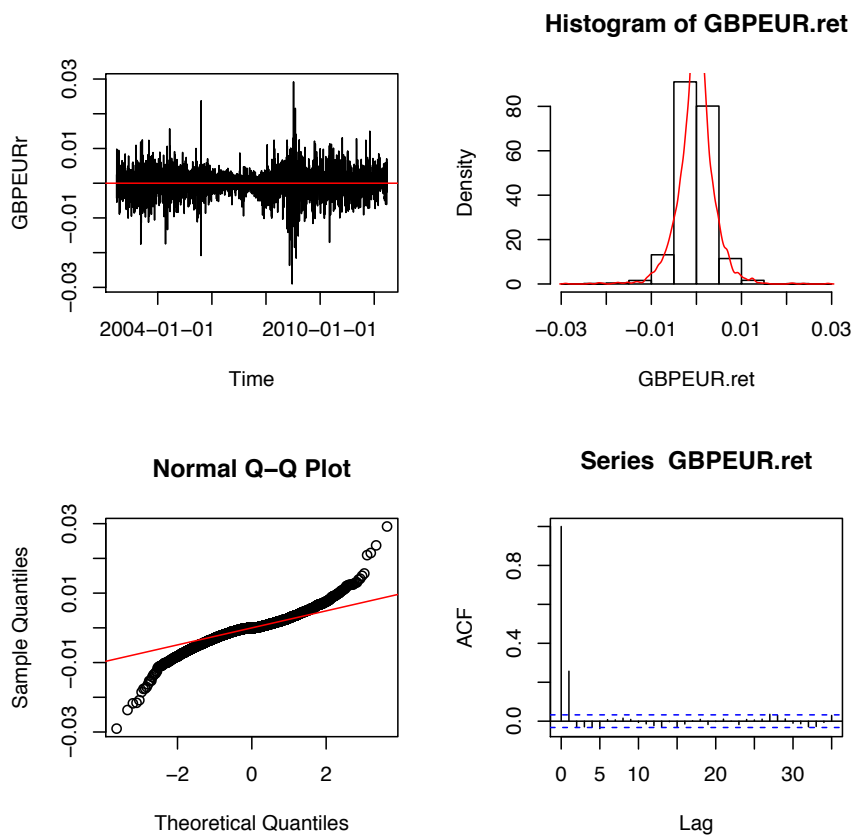 GBPEURr
0.03
0.01
−0.01
−0.03
2004−01−01
2010−01−01
Time
Histogram of GBPEUR.ret
Density
80
60
40
20
0
−0.03
−0.01
0.01
0.03
GBPEUR.ret
Normal Q−Q Plot
Sample Quantiles
0.03
0.01
−0.01
−0.03
−2
0
2
Theoretical Quantiles
Series GBPEUR.ret
ACF
0.8
0.4
0.0
0
5
10
20
30
Lag